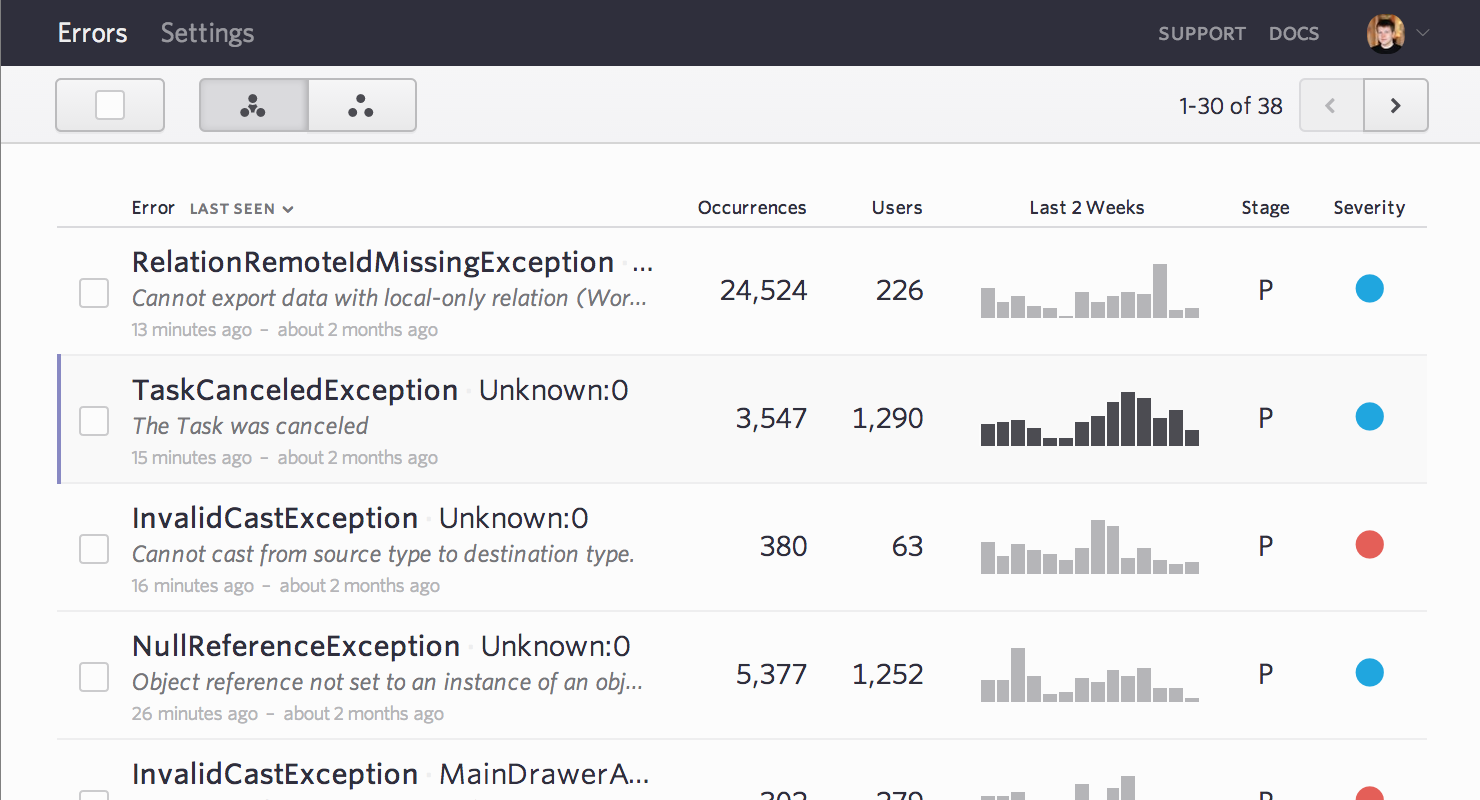 Errors Settings SUPPORT DOCS
1-30 of 38
Error LAST SEEN Occurrences Users Last 2 Weeks Stage Severity
RelationRemoteIdMissingException · ...
Cannot export data with local-only relation (Wor...
24,524 226 P
13 minutes ago – about 2 months ago
TaskCanceledException · Unknown:0
The Task was canceled
3,547 1,290 P
15 minutes ago – about 2 months ago
InvalidCastException · Unknown:0
Cannot cast from source type to destination type.
380 63 P
16 minutes ago – about 2 months ago
NullReferenceException · Unknown:0
Object reference not set to an instance of an obj...
5,377 1,252 P
26 minutes ago – about 2 months ago
InvalidCastException · MainDrawerA...